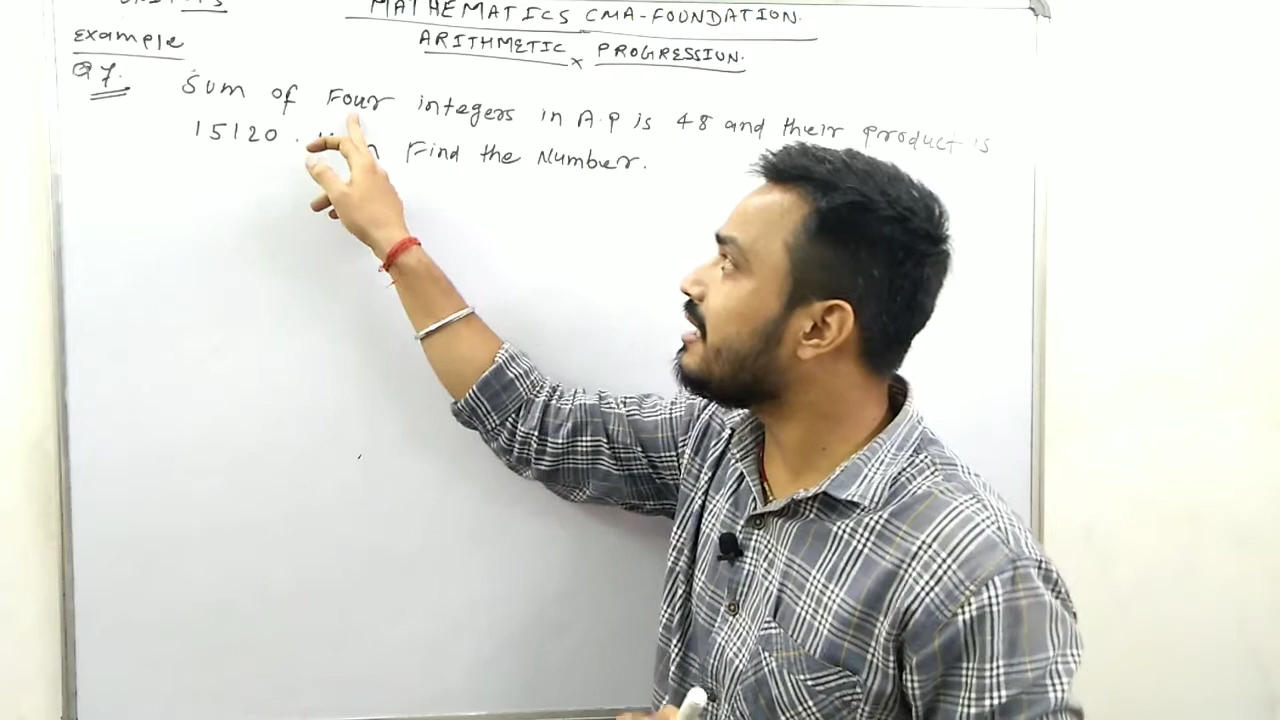 MATHEMATICS CMA-FOUNDATION.
ARITHMETIC × PROGRESSION.
Example
Q7.
Sum of Four integers in A.P is 48 and their product is
15120. Find the Number.